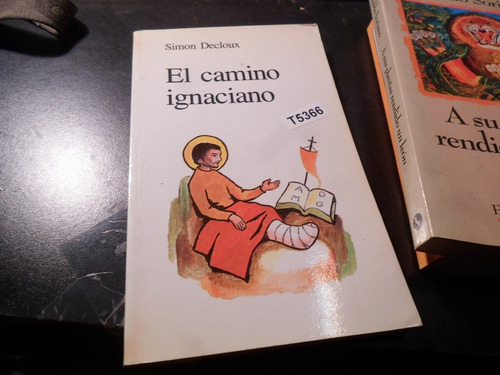 Simon Decloux
El camino
ignaciano
T5366
A M
D G
A su
rendi